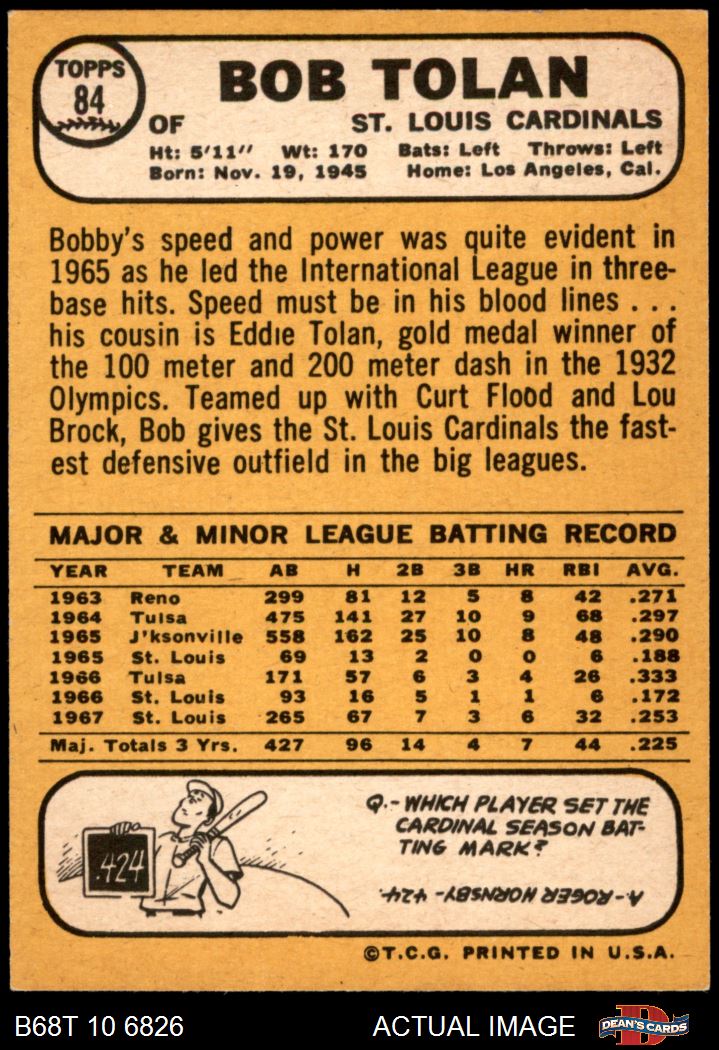 TOPPS
84
BOB TOLAN
OF ST. LOUIS CARDINALS
Ht: 5'11" Wt: 170 Bats: Left Throws: Left
Born: Nov. 19, 1945 Home: Los Angeles, Cal.
Bobby's speed and power was quite evident in
1965 as he led the International League in three-
base hits. Speed must be in his blood lines . . .
his cousin is Eddie Tolan, gold medal winner of
the 100 meter and 200 meter dash in the 1932
Olympics. Teamed up with Curt Flood and Lou
Brock, Bob gives the St. Louis Cardinals the fast-
est defensive outfield in the big leagues.
MAJOR & MINOR LEAGUE BATTING RECORD
YEAR TEAM AB H 2B 3B HR RBI AVG.
1963 Reno 299 81 12 5 8 42 .271
1964 Tulsa 475 141 27 10 9 68 .297
1965 J'ksonville 558 162 25 10 8 48 .290
1965 St. Louis 69 13 2 0 0 6 .188
1966 Tulsa 171 57 6 3 4 26 .333
1966 St. Louis 93 16 5 1 1 6 .172
1967 St. Louis 265 67 7 3 6 32 .253
Maj. Totals 3 Yrs. 427 96 14 4 7 44 .225
.424
Q.- WHICH PLAYER SET THE
CARDINAL SEASON BAT-
TING MARK?
A- ROGER HORNSBY - 424
©T.C.G. PRINTED IN U.S.A.
B68T 10 6826 ACTUAL IMAGE DEAN'S CARDS